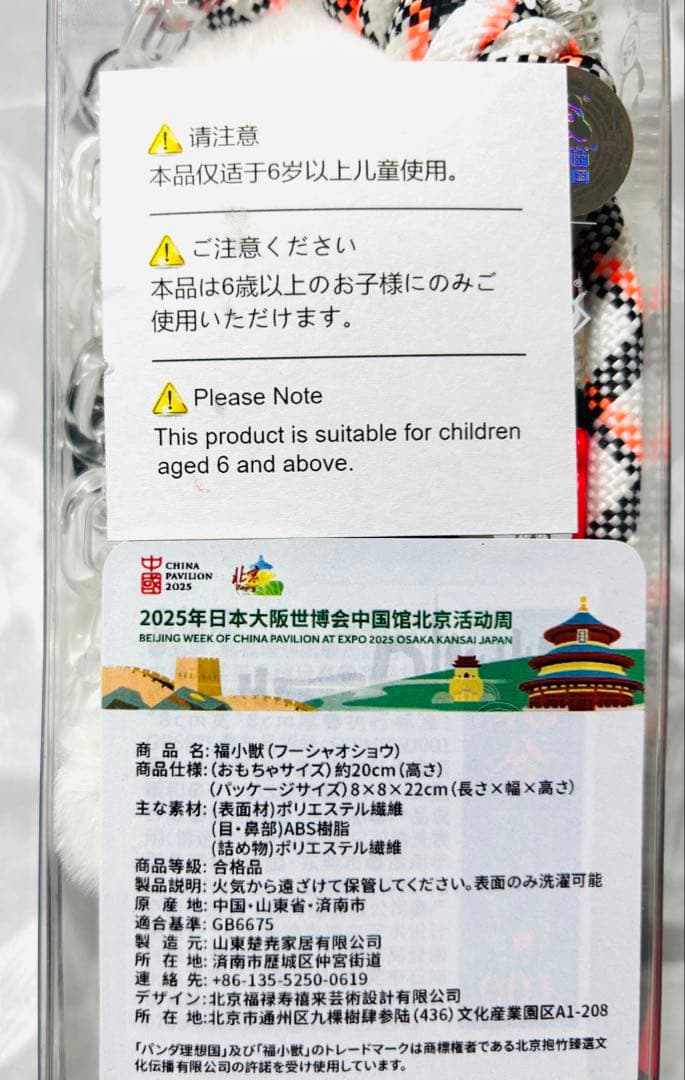 请注意
本品仅适于6岁以上儿童使用。
ご注意ください
本品は6歳以上のお子様にのみご
使用いただけます。
Please Note
This product is suitable for children
aged 6 and above.
中國
CHINA
PAVILION
2025
北京
2025年日本大阪世博会中国馆北京活动周
BEIJING WEEK OF CHINA PAVILION AT EXPO 2025 OSAKA KANSAI JAPAN
商品名:福小獣(フーシャオショウ)
商品仕様:(おもちゃサイズ)約20cm(高さ)
(パッケージサイズ)8×8×22cm(長さ×幅×高さ)
主な素材:(表面材)ポリエステル繊維
(目・鼻部)ABS樹脂
(詰め物)ポリエステル繊維
商品等級:合格品
製品説明:火気から遠ざけて保管してください。表面のみ洗濯可能
原産地:中国・山東省・済南市
適合基準:GB6675
製造元:山東楚尭家居有限公司
所在地:済南市歴城区仲宮街道
連絡先:+86-135-5250-0619
デザイン:北京福禄寿禧来芸術設計有限公司
所在地:北京市通州区九棵樹肆参陆(436)文化産業園区A1-208
「パンダ理想国」及び「福小獣」のトレードマークは商標権者である北京抱竹臻選文
化伝播有限公司の許諾を受け使用しています。